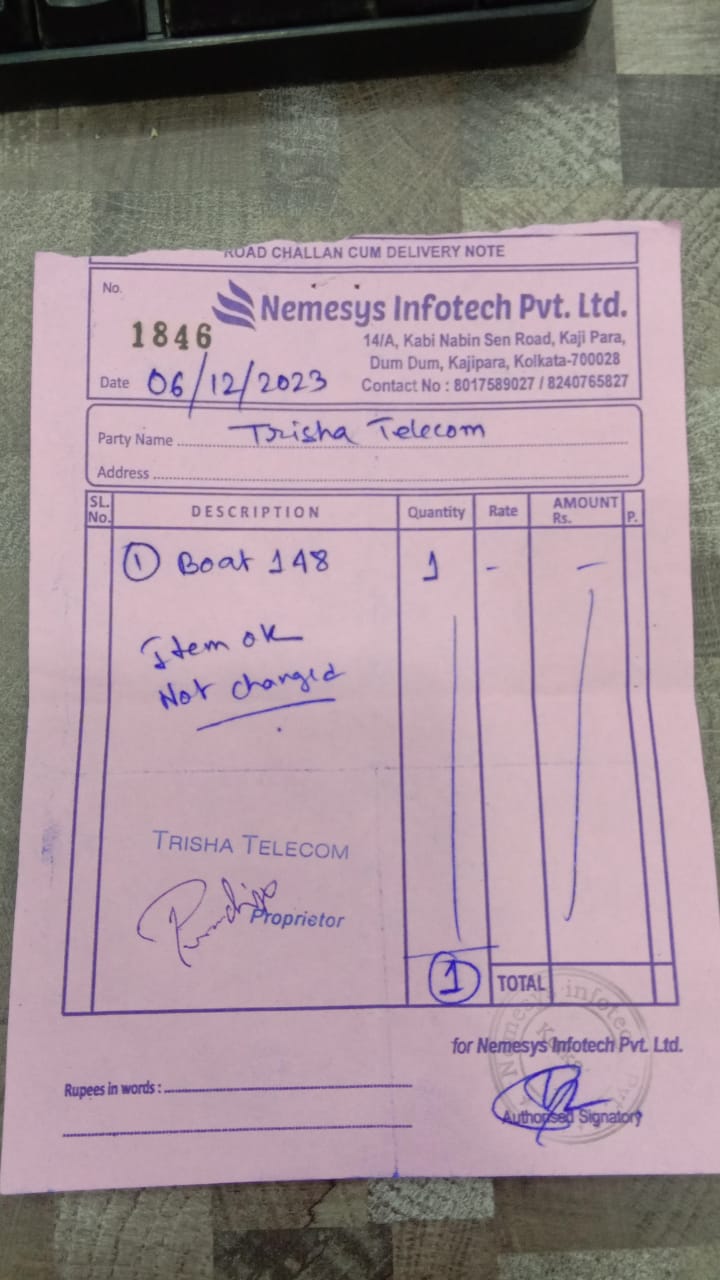 ROAD CHALLAN CUM DELIVERY NOTE
No.
1846
Nemesys Infotech Pvt. Ltd.
14/A, Kabi Nabin Sen Road, Kaji Para,
Dum Dum, Kajipara, Kolkata-700028
Date 06/12/2023
Contact No : 8017589027 / 8240765827
Party Name Trisha Telecom
Address
SL. No. DESCRIPTION Quantity Rate AMOUNT Rs. P.
① Boat 148 1 - -
Item ok
Not changed
TRISHA TELECOM
Proprietor
1 TOTAL
for Nemesys Infotech Pvt. Ltd.
Rupees in words :
Authorised Signatory